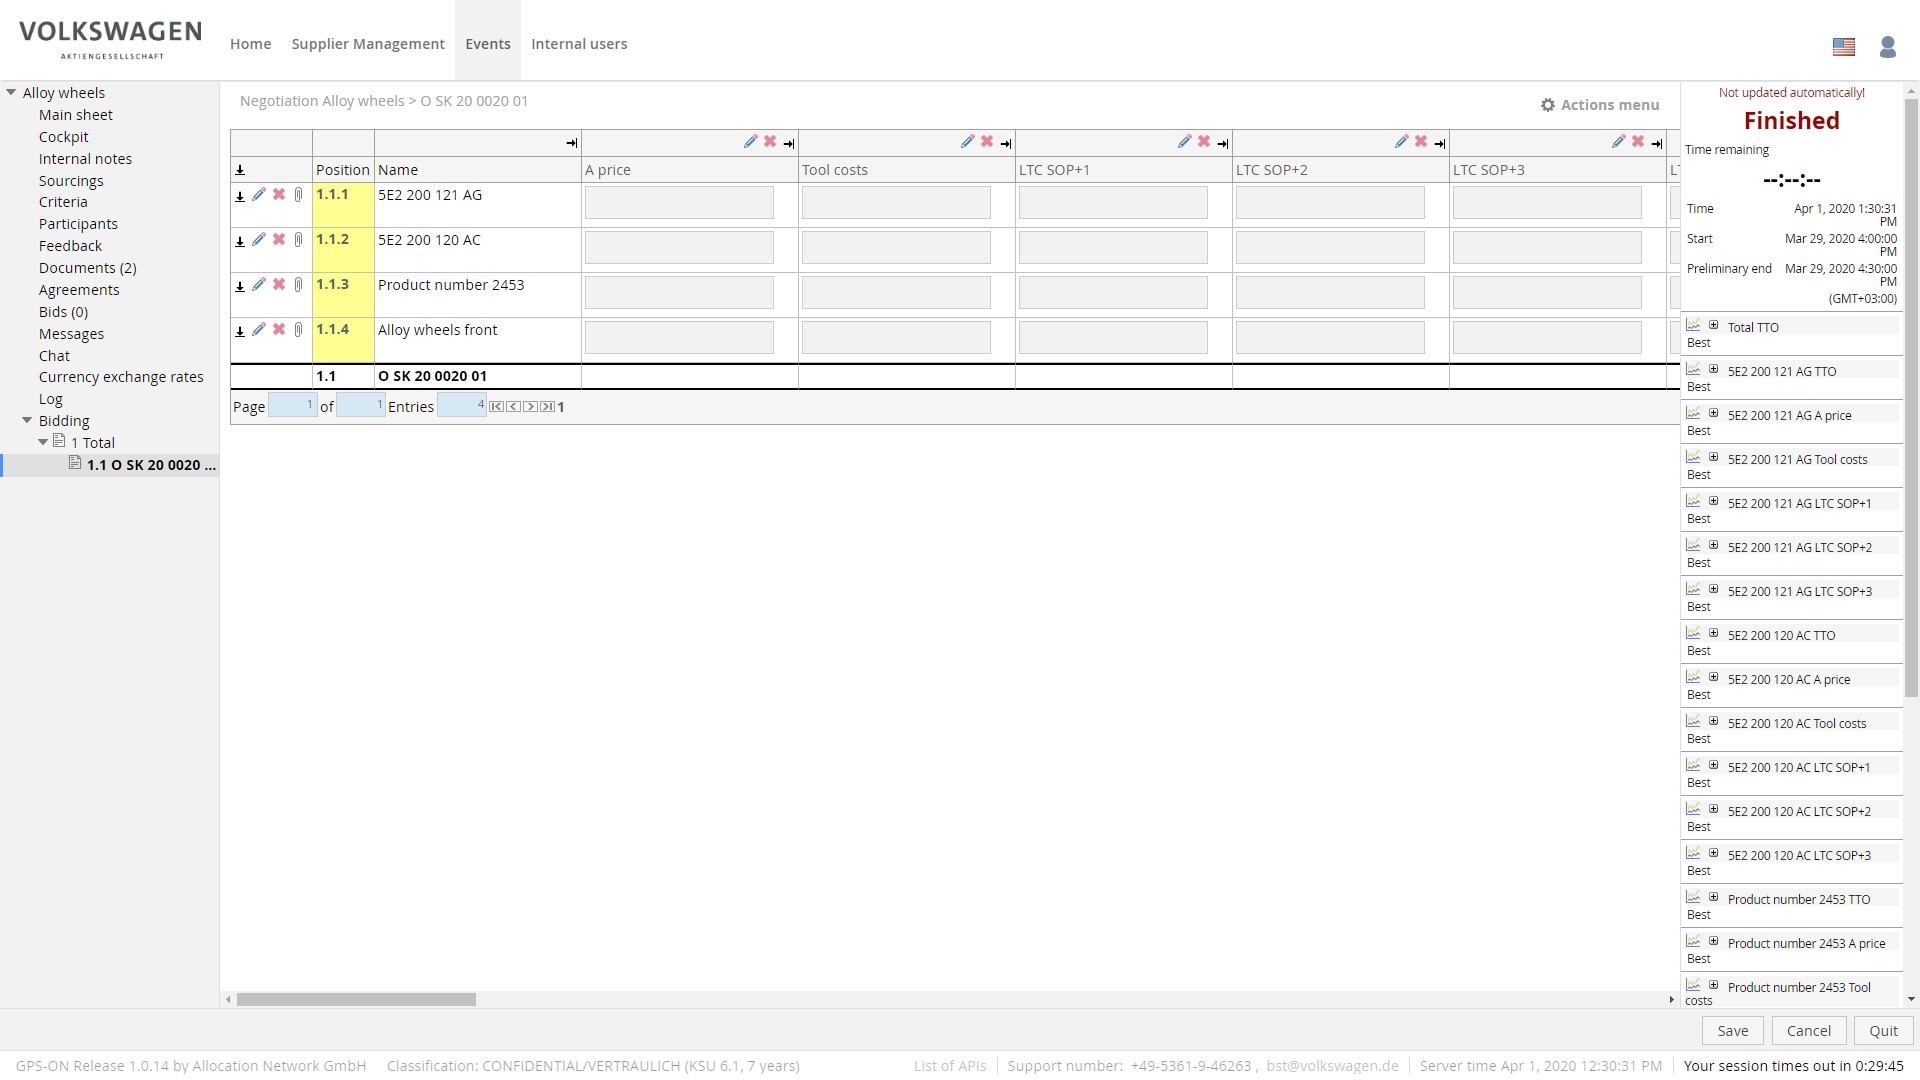 VOLKSWAGEN
AKTIENGESELLSCHAFT
Home
Supplier Management
Events
Internal users
Alloy wheels
Main sheet
Cockpit
Internal notes
Sourcings
Criteria
Participants
Feedback
Documents (2)
Agreements
Bids (0)
Messages
Chat
Currency exchange rates
Log
Bidding
1 Total
1.1 O SK 20 0020 ...
Negotiation Alloy wheels > O SK 20 0020 01
Actions menu
Position Name A price Tool costs LTC SOP+1 LTC SOP+2 LTC SOP+3
1.1.1 5E2 200 121 AG
1.1.2 5E2 200 120 AC
1.1.3 Product number 2453
1.1.4 Alloy wheels front
1.1 O SK 20 0020 01
Page 1 of 1 Entries 4 1
Not updated automatically!
Finished
Time remaining
--:--:--
Time Apr 1, 2020 1:30:31
PM
Start Mar 29, 2020 4:00:00
PM
Preliminary end Mar 29, 2020 4:30:00
PM
(GMT+03:00)
Total TTO
Best
5E2 200 121 AG TTO
Best
5E2 200 121 AG A price
Best
5E2 200 121 AG Tool costs
Best
5E2 200 121 AG LTC SOP+1
Best
5E2 200 121 AG LTC SOP+2
Best
5E2 200 121 AG LTC SOP+3
Best
5E2 200 120 AC TTO
Best
5E2 200 120 AC A price
Best
5E2 200 120 AC Tool costs
Best
5E2 200 120 AC LTC SOP+1
Best
5E2 200 120 AC LTC SOP+2
Best
5E2 200 120 AC LTC SOP+3
Best
Product number 2453 TTO
Best
Product number 2453 A price
Best
Product number 2453 Tool
costs
Save
Cancel
Quit
GPS-ON Release 1.0.14 by Allocation Network GmbH
Classification: CONFIDENTIAL/VERTRAULICH (KSU 6.1, 7 years)
List of APIs
Support number: +49-5361-9-46263 , bst@volkswagen.de
Server time Apr 1, 2020 12:30:31 PM
Your session times out in 0:29:45